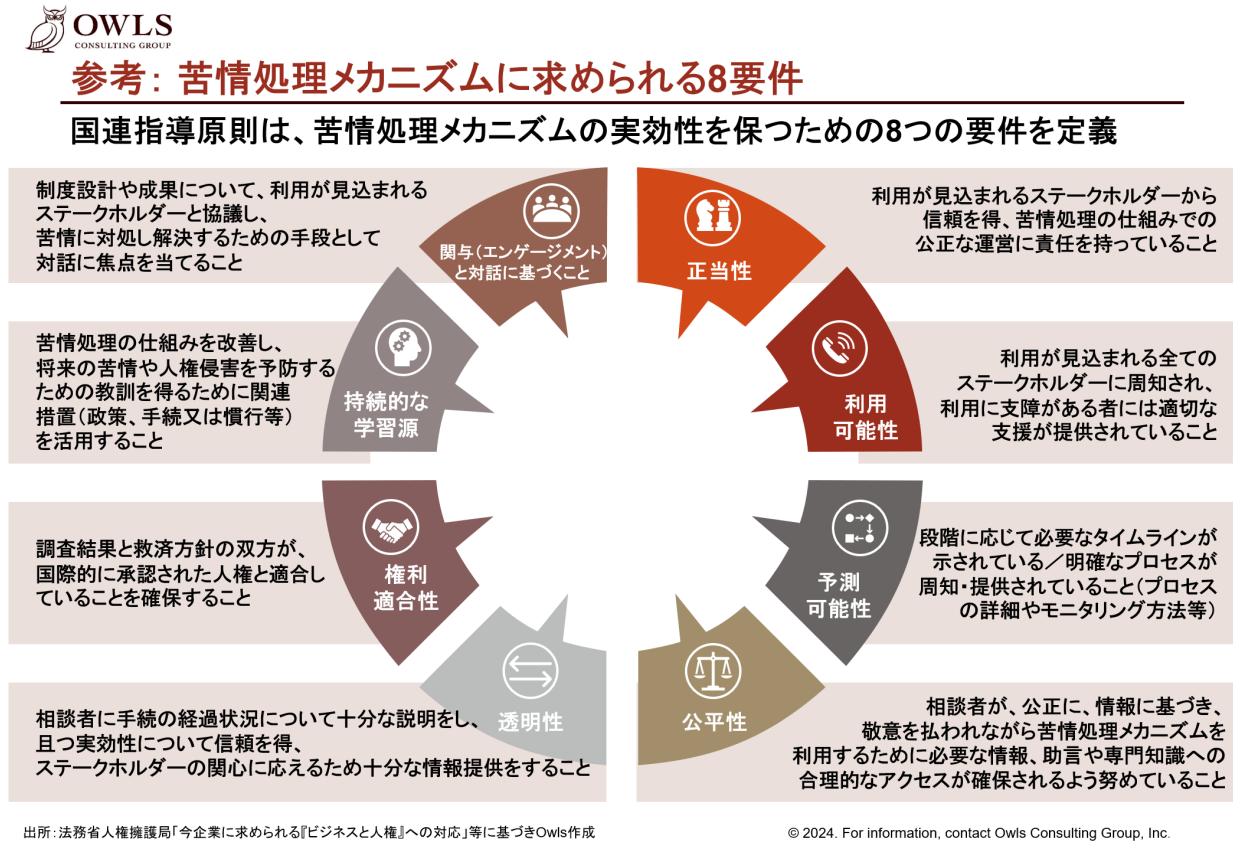 OWLS
CONSULTING GROUP
参考： 苦情処理メカニズムに求められる8要件
国連指導原則は、苦情処理メカニズムの実効性を保つための8つの要件を定義
制度設計や成果について、利用が見込まれる
ステークホルダーと協議し、
苦情に対処し解決するための手段として
対話に焦点を当てること
関与（エンゲージメント）
と対話に基づくこと
正当性
利用が見込まれるステークホルダーから
信頼を得、苦情処理の仕組みでの
公正な運営に責任を持っていること
苦情処理の仕組みを改善し、
将来の苦情や人権侵害を予防する
ための教訓を得るために関連
措置（政策、手続又は慣行等）
を活用すること
持続的な
学習源
利用
可能性
利用が見込まれる全ての
ステークホルダーに周知され、
利用に支障がある者には適切な
支援が提供されていること
調査結果と救済方針の双方が、
国際的に承認された人権と適合し
ていることを確保すること
権利
適合性
予測
可能性
段階に応じて必要なタイムラインが
示されている／明確なプロセスが
周知・提供されていること（プロセス
の詳細やモニタリング方法等）
相談者に手続の経過状況について十分な説明をし、
且つ実効性について信頼を得、
ステークホルダーの関心に応えるため十分な情報提供をすること
透明性
公平性
相談者が、公正に、情報に基づき、
敬意を払われながら苦情処理メカニズムを
利用するために必要な情報、助言や専門知識への
合理的なアクセスが確保されるよう努めていること
出所：法務省人権擁護局「今企業に求められる『ビジネスと人権』への対応」等に基づきOwls作成
© 2024. For information, contact Owls Consulting Group, Inc.